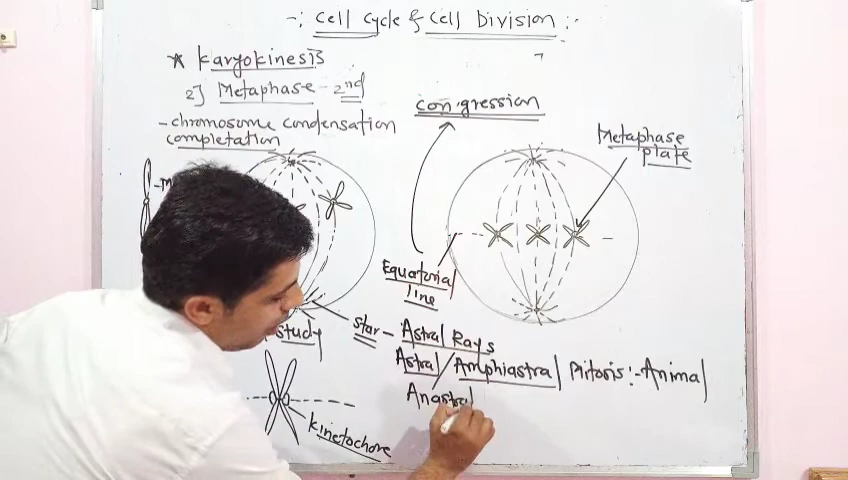 -: Cell Cycle & Cell Division :-
* Karyokinesis
2] Metaphase - 2nd
- chromosome condensation
completation
congression
Metaphase
plate
Equatorial
line
study
star - Astral Rays
Astral/Amphiastral Mitosis:- Animal
Anastral
kinetochore